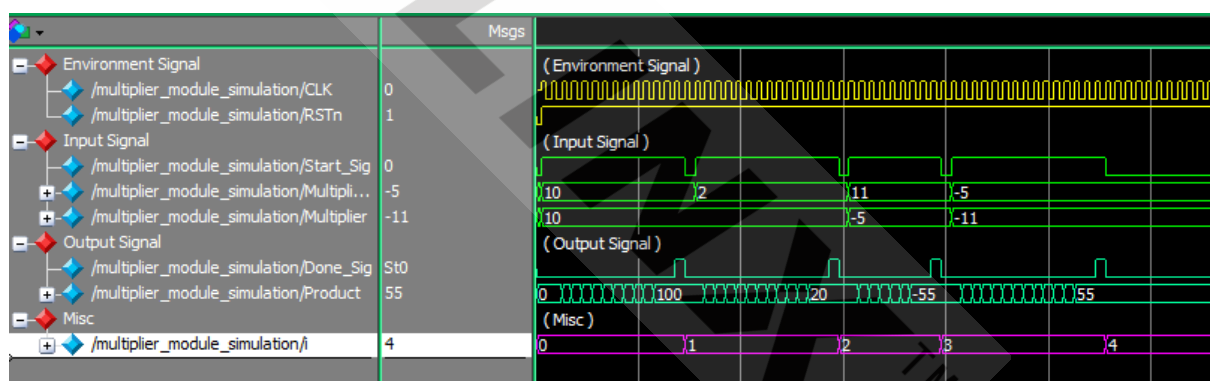 Msgs
Environment Signal ( Environment Signal )
/multiplier_module_simulation/CLK 0
/multiplier_module_simulation/RSTn 1
Input Signal ( Input Signal )
/multiplier_module_simulation/Start_Sig 0
/multiplier_module_simulation/Multipli... -5 10 2 11 -5
/multiplier_module_simulation/Multiplier -11 10 -5 -11
Output Signal ( Output Signal )
/multiplier_module_simulation/Done_Sig St0
/multiplier_module_simulation/Product 55 0 100 20 -55 55
Misc ( Misc )
/multiplier_module_simulation/i 4 0 1 2 3 4
TM